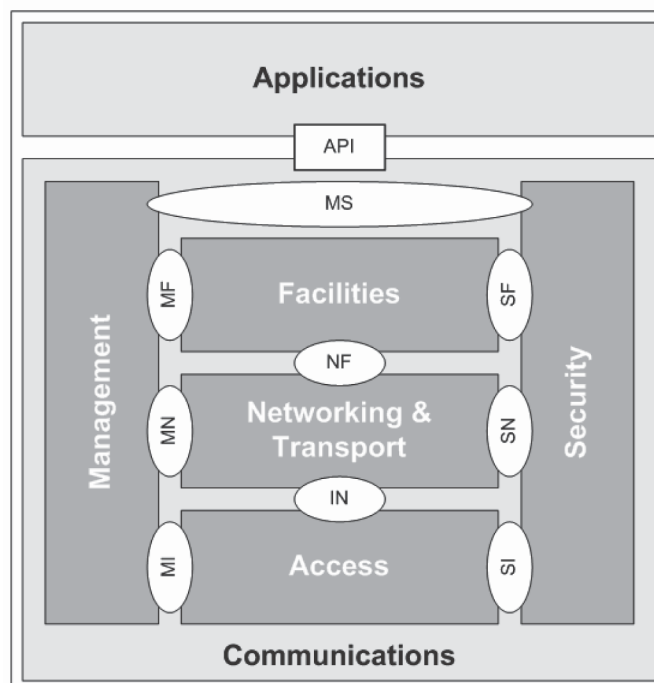 Applications
API
MS
Management
MF
Facilities
SF
Security
NF
MN
Networking &
Transport
SN
IN
MI
Access
SI
Communications